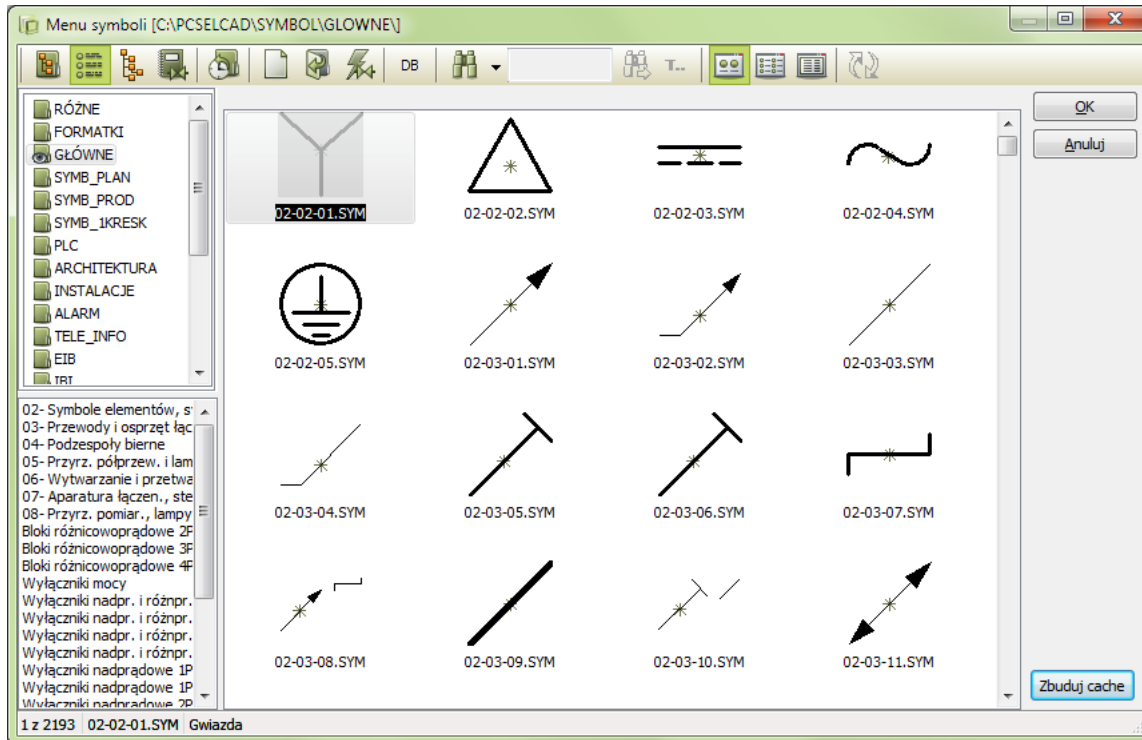 Menu symboli [C:\PCSELCAD\SYMBOL\GLOWNE\]
DB
T..
RÓŻNE
FORMATKI
GŁÓWNE
SYMB_PLAN
SYMB_PROD
SYMB_1KRESK
PLC
ARCHITEKTURA
INSTALACJE
ALARM
TELE_INFO
EIB
02- Symbole elementów, s
03- Przewody i osprzęt łąc
04- Podzespoły bierne
05- Przyrz. półprzew. i lam
06- Wytwarzanie i przetwa
07- Aparatura łączen., ste
08- Przyrz. pomiar., lampy
Bloki różnicowoprądowe 2P
Bloki różnicowoprądowe 3P
Bloki różnicowoprądowe 4P
Wyłączniki mocy
Wyłączniki nadpr. i różnpr.
Wyłączniki nadpr. i różnpr.
Wyłączniki nadpr. i różnpr.
Wyłączniki nadpr. i różnpr.
Wyłączniki nadprądowe 1P
Wyłączniki nadprądowe 1P
Wyłączniki nadprądowe 2P
02-02-01.SYM 02-02-02.SYM 02-02-03.SYM 02-02-04.SYM
02-02-05.SYM 02-03-01.SYM 02-03-02.SYM 02-03-03.SYM
02-03-04.SYM 02-03-05.SYM 02-03-06.SYM 02-03-07.SYM
02-03-08.SYM 02-03-09.SYM 02-03-10.SYM 02-03-11.SYM
OK
Anuluj
Zbuduj cache
1 z 2193 02-02-01.SYM Gwiazda